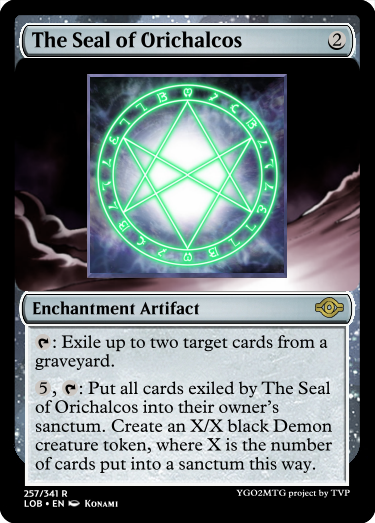 The Seal of Orichalcos 2
Enchantment Artifact
: Exile up to two target cards from a
graveyard.
5, : Put all cards exiled by The Seal
of Orichalcos into their owner's
sanctum. Create an X/X black Demon
creature token, where X is the number
of cards put into a sanctum this way.
257/341 R
YGO2MTG project by TVP
LOB • EN Konami